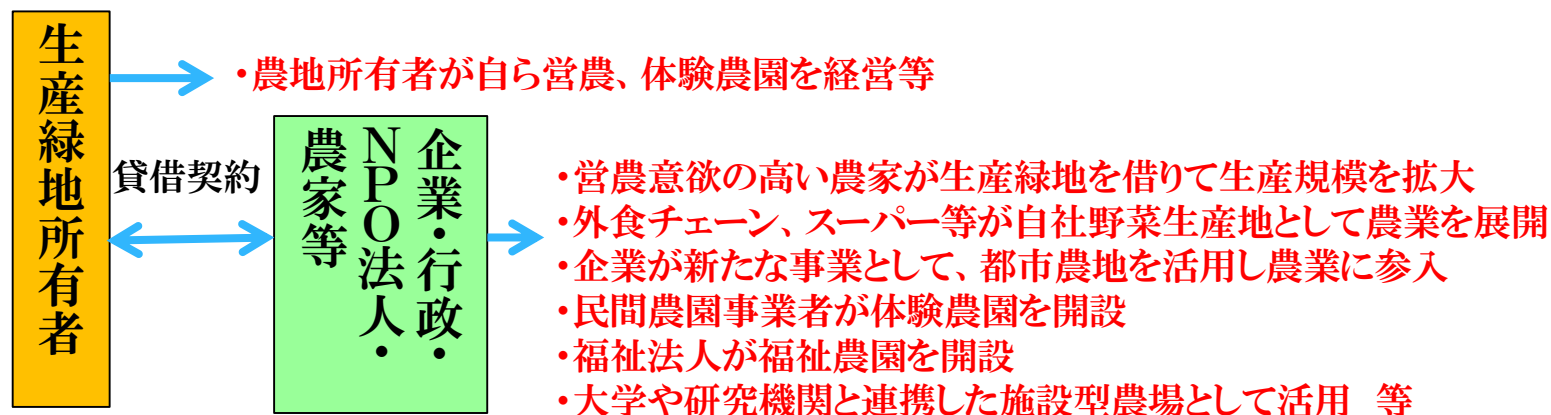 生産緑地所有者
・農地所有者が自ら営農、体験農園を経営等
貸借契約
企業・行政・
NPO法人・
農家等
・営農意欲の高い農家が生産緑地を借りて生産規模を拡大
・外食チェーン、スーパー等が自社野菜生産地として農業を展開
・企業が新たな事業として、都市農地を活用し農業に参入
・民間農園事業者が体験農園を開設
・福祉法人が福祉農園を開設
・大学や研究機関と連携した施設型農場として活用　等